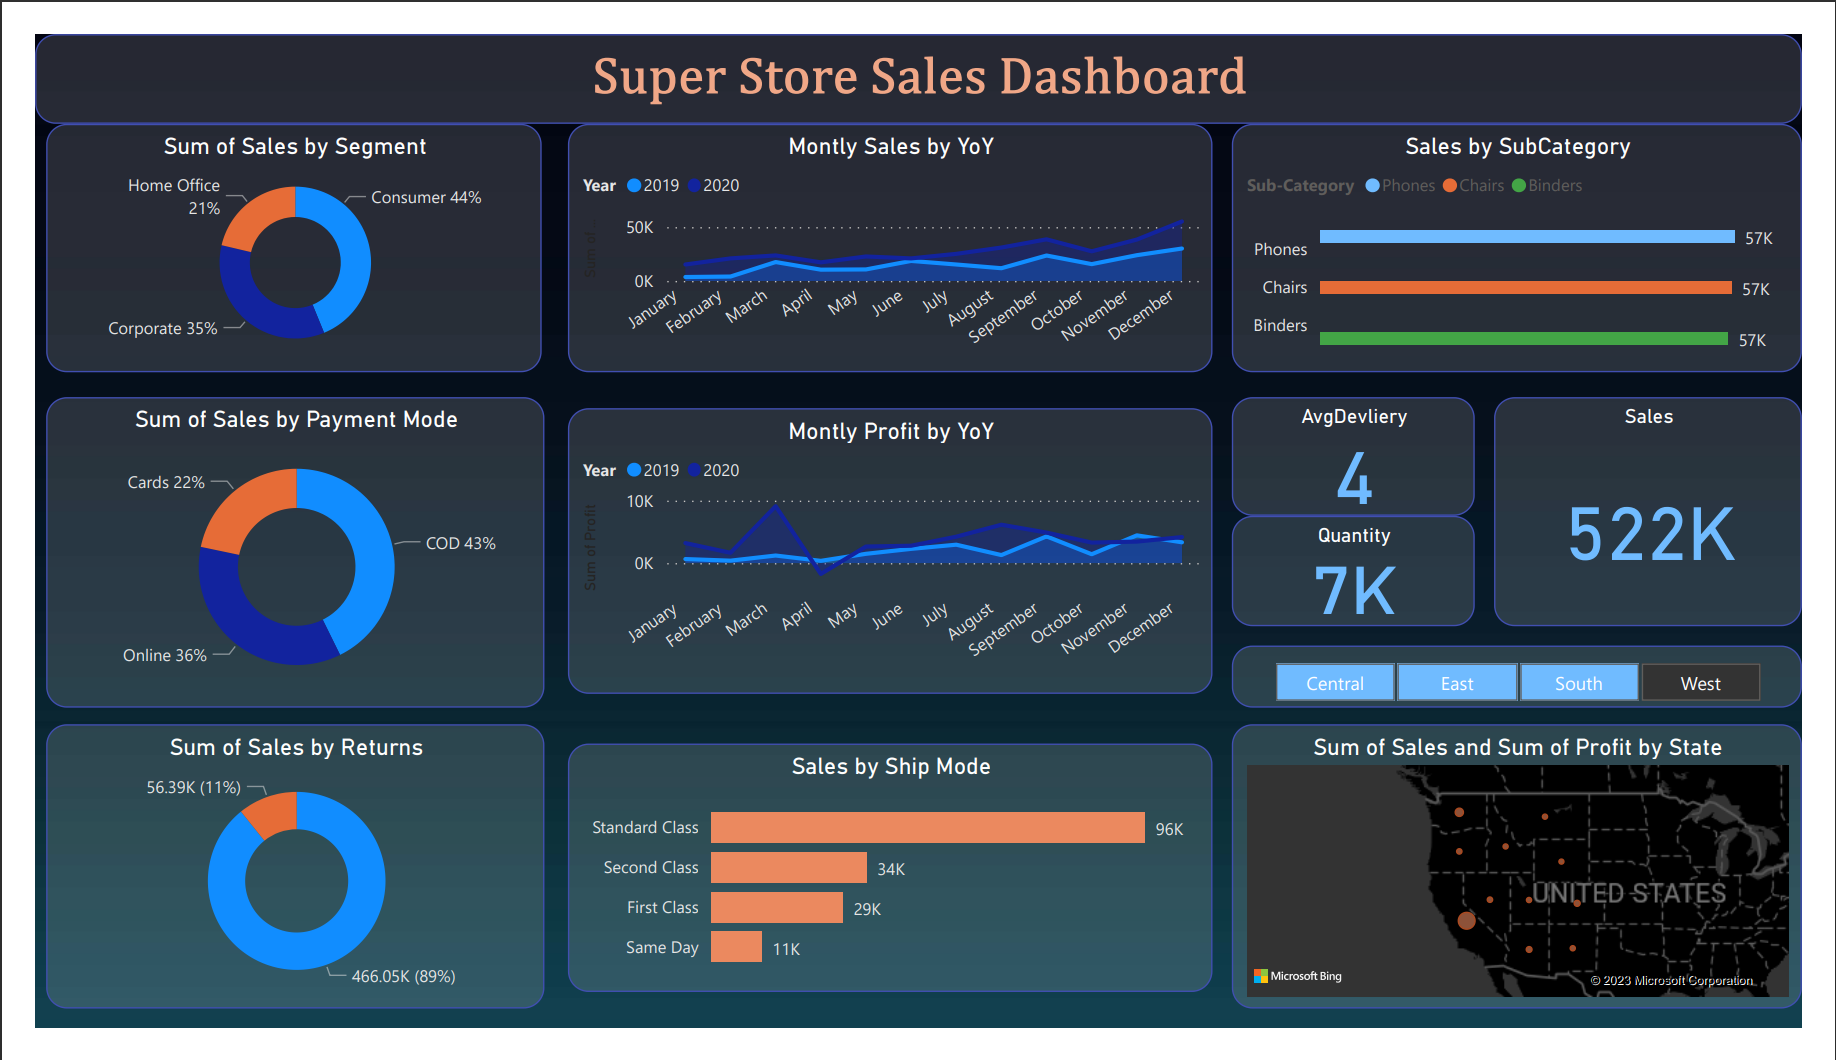 Super Store Sales Dashboard
Sum of Sales by Segment
Home Office
21%
Consumer 44%
Corporate 35%
Montly Sales by YoY
Year 2019 2020
Sum of
50K
0K
January
February
March
April
May
June
July
August
September
October
November
December
Sales by SubCategory
Sub-Category Phones Chairs Binders
Phones 57K
Chairs 57K
Binders 57K
Sum of Sales by Payment Mode
Cards 22%
COD 43%
Online 36%
Montly Profit by YoY
Year 2019 2020
Sum of Profit
10K
0K
January
February
March
April
May
June
July
August
September
October
November
December
AvgDevliery
4
Quantity
7K
Sales
522K
Central East South West
Sum of Sales by Returns
56.39K (11%)
466.05K (89%)
Sales by Ship Mode
Standard Class 96K
Second Class 34K
First Class 29K
Same Day 11K
Sum of Sales and Sum of Profit by State
UNITED STATES
Microsoft Bing
© 2023 Microsoft Corporation